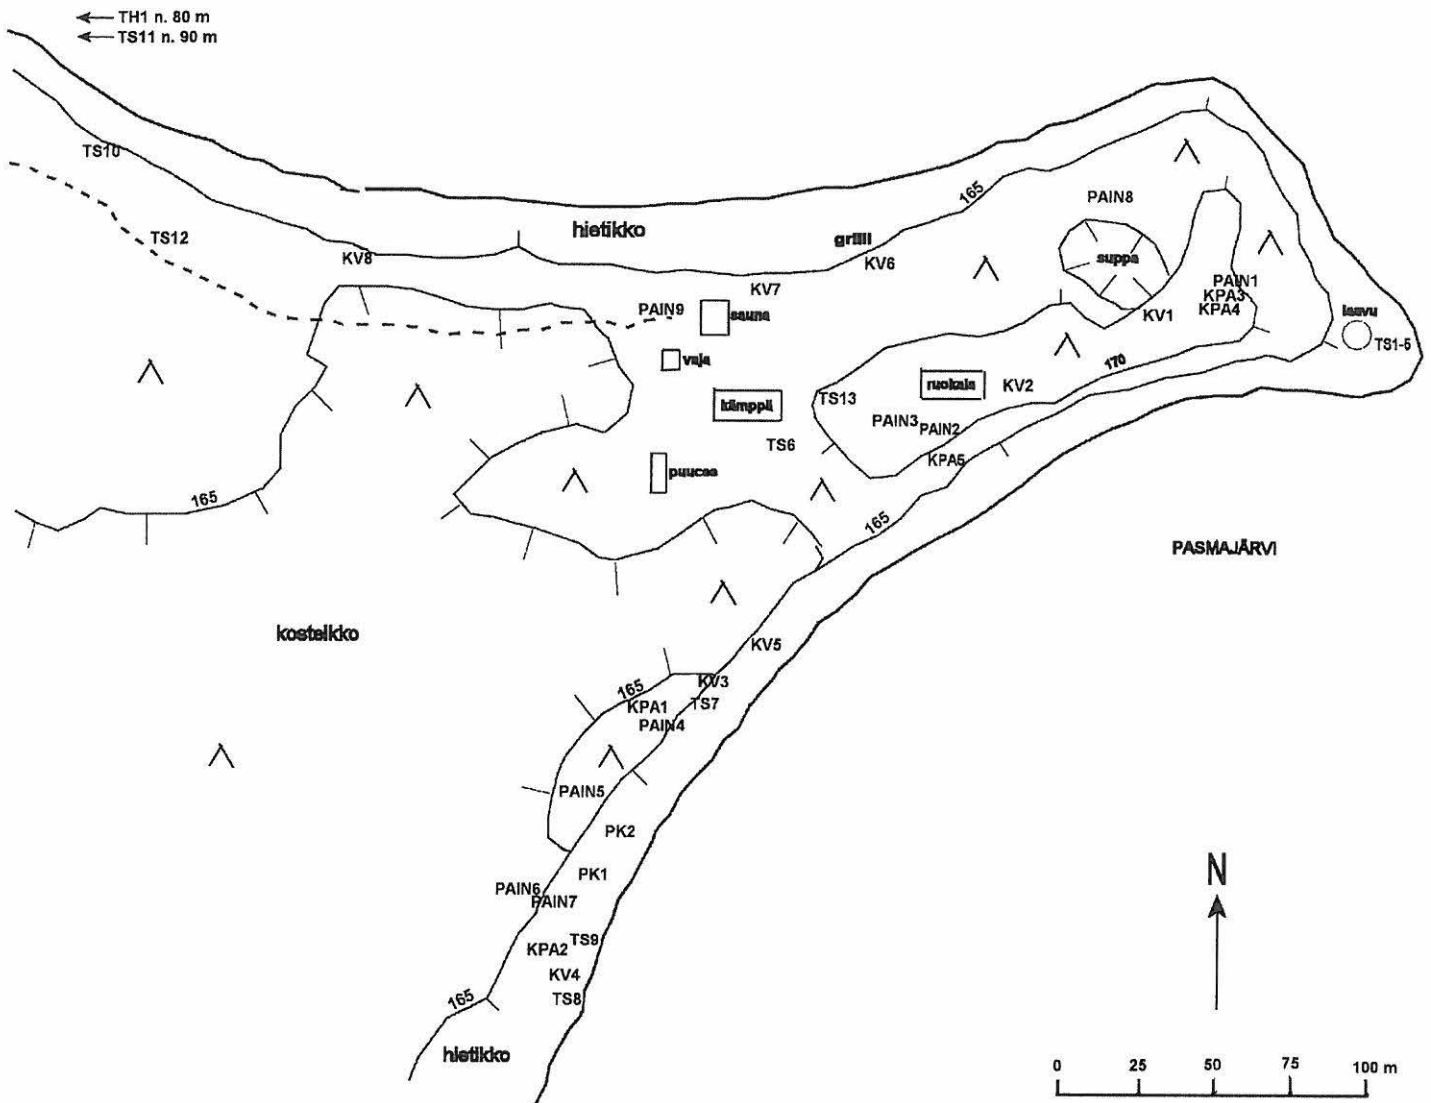 TH1 n. 80 m
TS11 n. 90 m
TS10
165
PAIN8
hietikko
TS12
grilli
KV8
KV6
suppa
KV7
PAIN1
KPA3
KPA4
PAIN9
sauna
KV1
laavu
TS1-5
vaja
170
ruokala
KV2
TS13
kämppä
PAIN3
PAIN2
TS6
KPA5
puucee
165
165
PASMAJÄRVI
kosteikko
KV5
KV3
165
KPA1
TS7
PAIN4
PAIN5
PK2
PK1
PAIN6
PAIN7
TS9
KPA2
KV4
TS8
165
hietikko
N
0 25 50 75 100 m